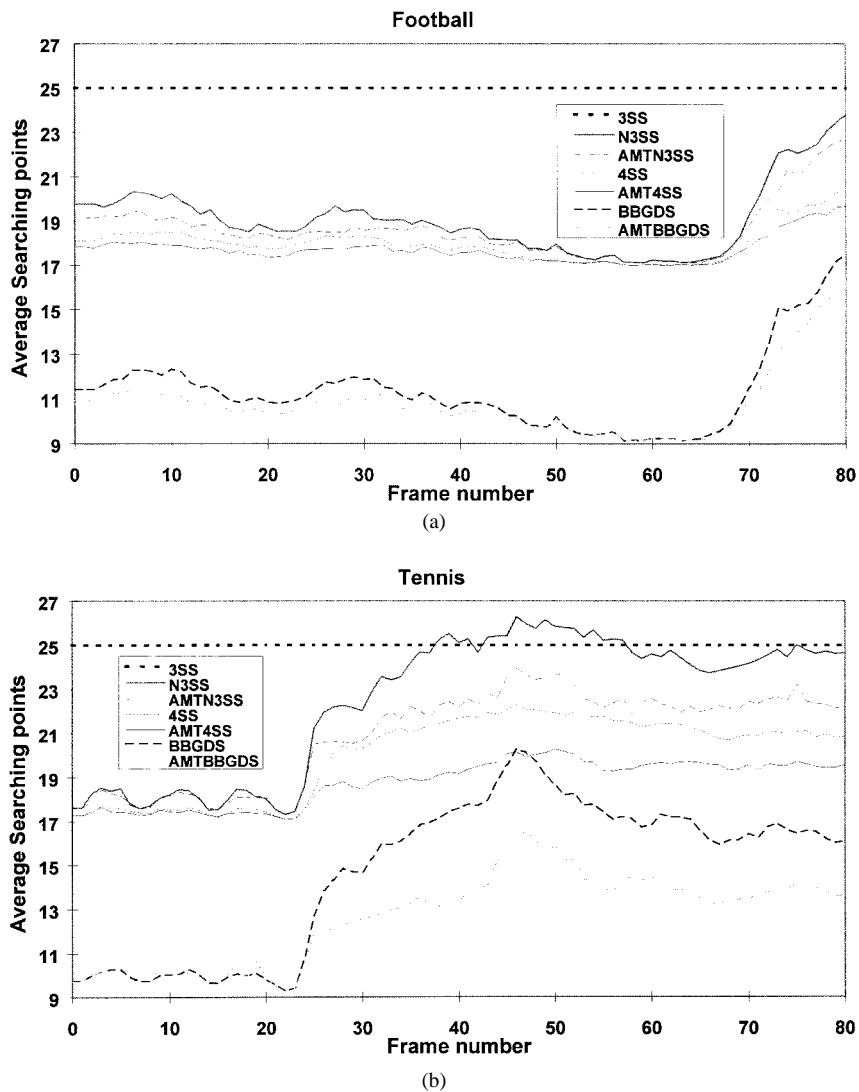 Football
27
25
23
21
19
17
15
13
11
9
Average Searching points
3SS
N3SS
AMTN3SS
4SS
AMT4SS
BBGDS
AMTBBGDS
0 10 20 30 40 50 60 70 80
Frame number
(a)
Tennis
27
25
23
21
19
17
15
13
11
9
Average Searching points
3SS
N3SS
AMTN3SS
4SS
AMT4SS
BBGDS
AMTBBGDS
0 10 20 30 40 50 60 70 80
Frame number
(b)